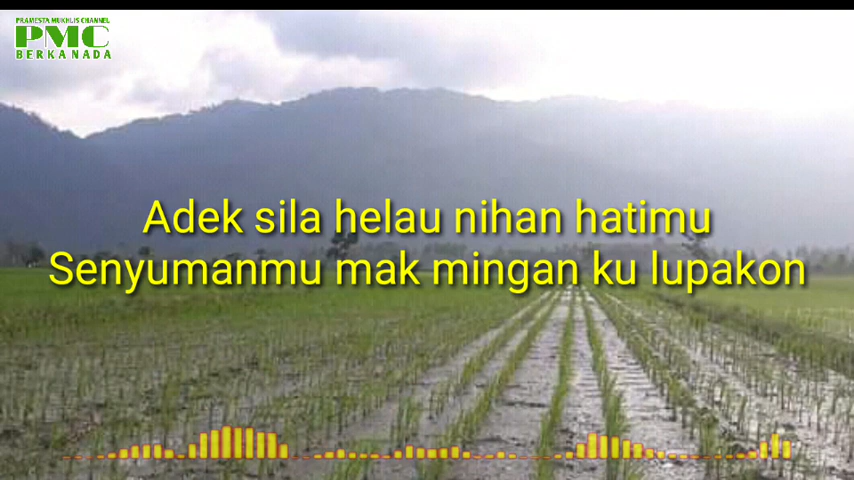 PRAMESTA MUKHLIS CHANNEL
PMC
BERKANADA
Adek sila helau nihan hatimu
Senyumanmu mak mingan ku lupakon